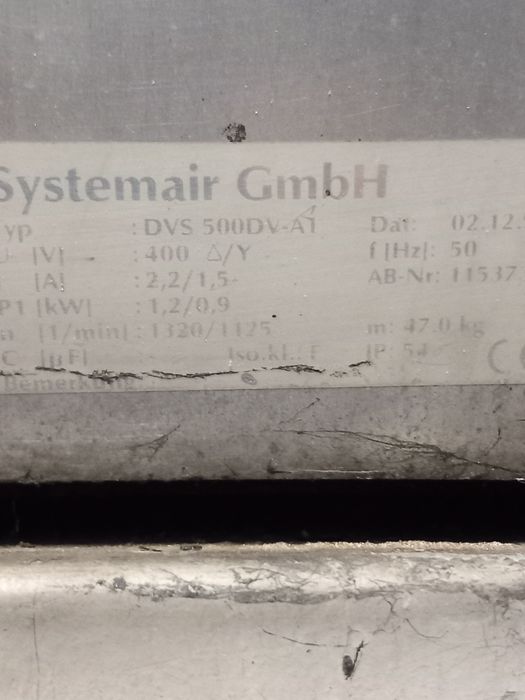 Systemair GmbH
yp : DVS 500DV-A1 Dat: 02.12.
[V] : 400 △/Y f [Hz]: 50
[A] : 2,2/1,5 AB-Nr: 11537
P1 [kW] : 1,2/0,9
n [1/min] : 1320/1125 m: 47.0 kg
C [µF] : Iso.kl.: F IP: 54 C
Bemerkung